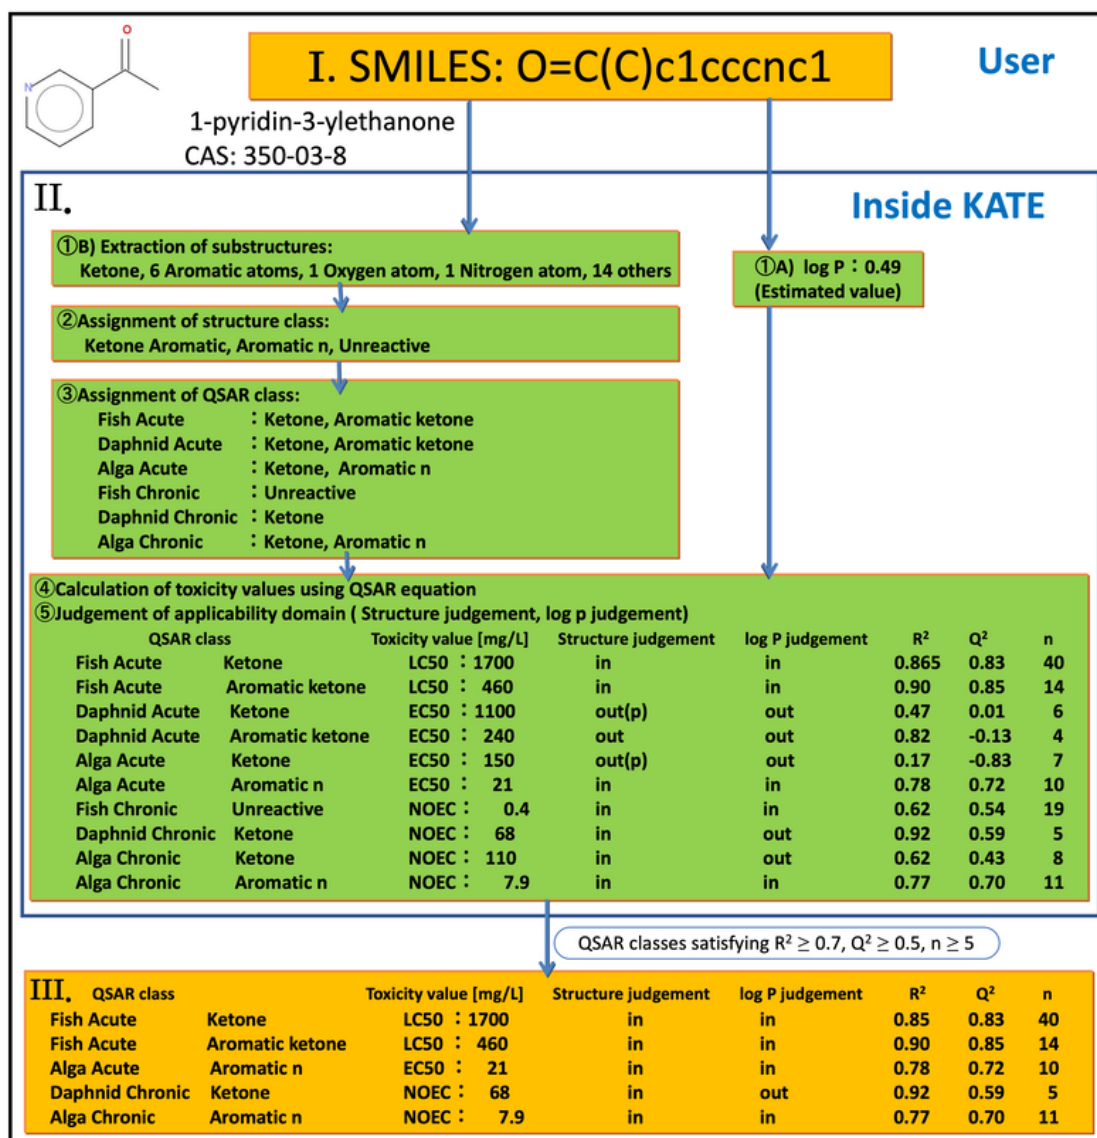 O
N
I. SMILES: O=C(C)c1cccnc1
User
1-pyridin-3-ylethanone
CAS: 350-03-8
II.
Inside KATE
①B) Extraction of substructures:
Ketone, 6 Aromatic atoms, 1 Oxygen atom, 1 Nitrogen atom, 14 others
①A) log P：0.49
(Estimated value)
②Assignment of structure class:
Ketone Aromatic, Aromatic n, Unreactive
③Assignment of QSAR class:
Fish Acute ：Ketone, Aromatic ketone
Daphnid Acute ：Ketone, Aromatic ketone
Alga Acute ：Ketone, Aromatic n
Fish Chronic ：Unreactive
Daphnid Chronic ：Ketone
Alga Chronic ：Ketone, Aromatic n
④Calculation of toxicity values using QSAR equation
⑤Judgement of applicability domain ( Structure judgement, log p judgement)
QSAR class Toxicity value [mg/L] Structure judgement log P judgement R² Q² n
Fish Acute Ketone LC50 ：1700 in in 0.865 0.83 40
Fish Acute Aromatic ketone LC50 ： 460 in in 0.90 0.85 14
Daphnid Acute Ketone EC50 ：1100 out(p) out 0.47 0.01 6
Daphnid Acute Aromatic ketone EC50 ： 240 out out 0.82 -0.13 4
Alga Acute Ketone EC50 ： 150 out(p) out 0.17 -0.83 7
Alga Acute Aromatic n EC50 ： 21 in in 0.78 0.72 10
Fish Chronic Unreactive NOEC： 0.4 in in 0.62 0.54 19
Daphnid Chronic Ketone NOEC： 68 in out 0.92 0.59 5
Alga Chronic Ketone NOEC： 110 in out 0.62 0.43 8
Alga Chronic Aromatic n NOEC： 7.9 in in 0.77 0.70 11
QSAR classes satisfying R² ≥ 0.7, Q² ≥ 0.5, n ≥ 5
III. QSAR class Toxicity value [mg/L] Structure judgement log P judgement R² Q² n
Fish Acute Ketone LC50 ：1700 in in 0.85 0.83 40
Fish Acute Aromatic ketone LC50 ： 460 in in 0.90 0.85 14
Alga Acute Aromatic n EC50 ： 21 in in 0.78 0.72 10
Daphnid Chronic Ketone NOEC： 68 in out 0.92 0.59 5
Alga Chronic Aromatic n NOEC： 7.9 in in 0.77 0.70 11